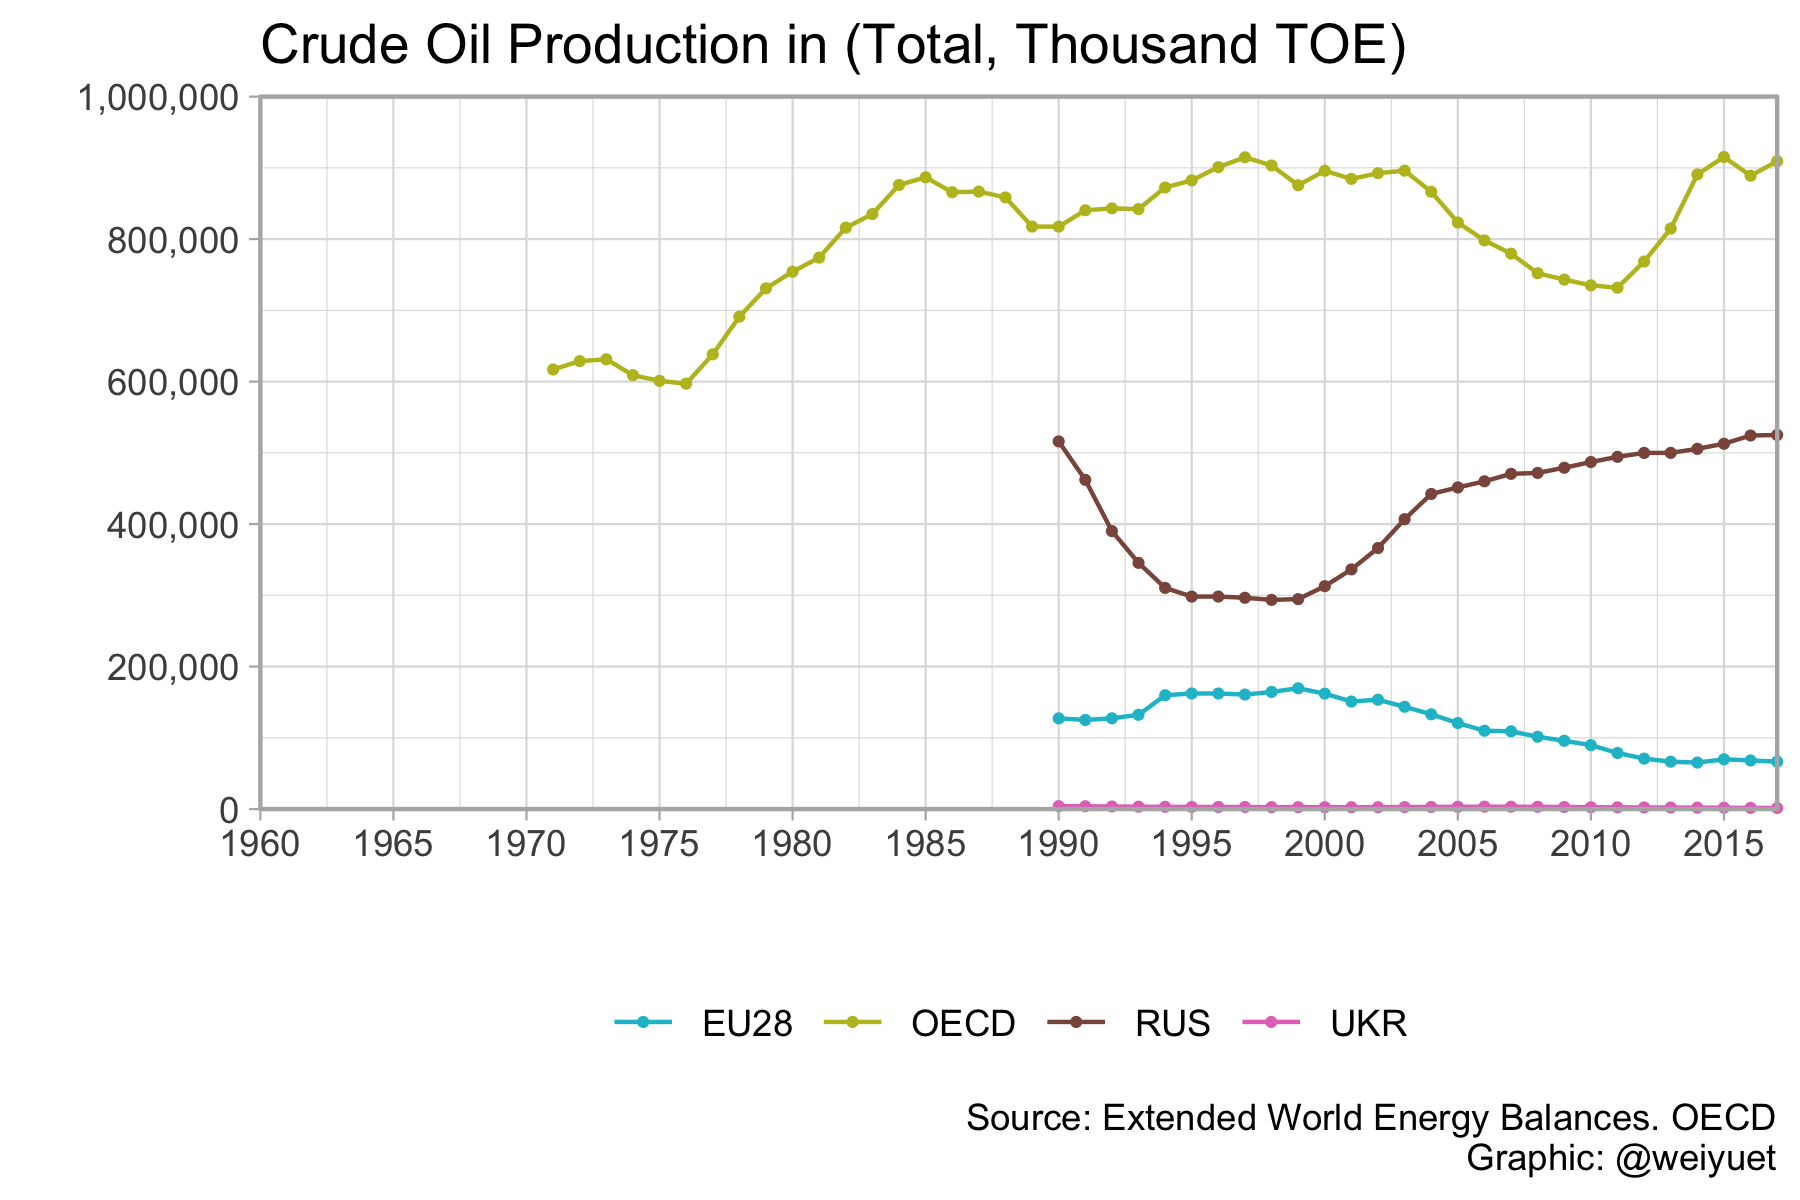 Crude Oil Production in (Total, Thousand TOE)
1,000,000
800,000
600,000
400,000
200,000
0
1960 1965 1970 1975 1980 1985 1990 1995 2000 2005 2010 2015
EU28 OECD RUS UKR
Source: Extended World Energy Balances. OECD
Graphic: @weiyuet